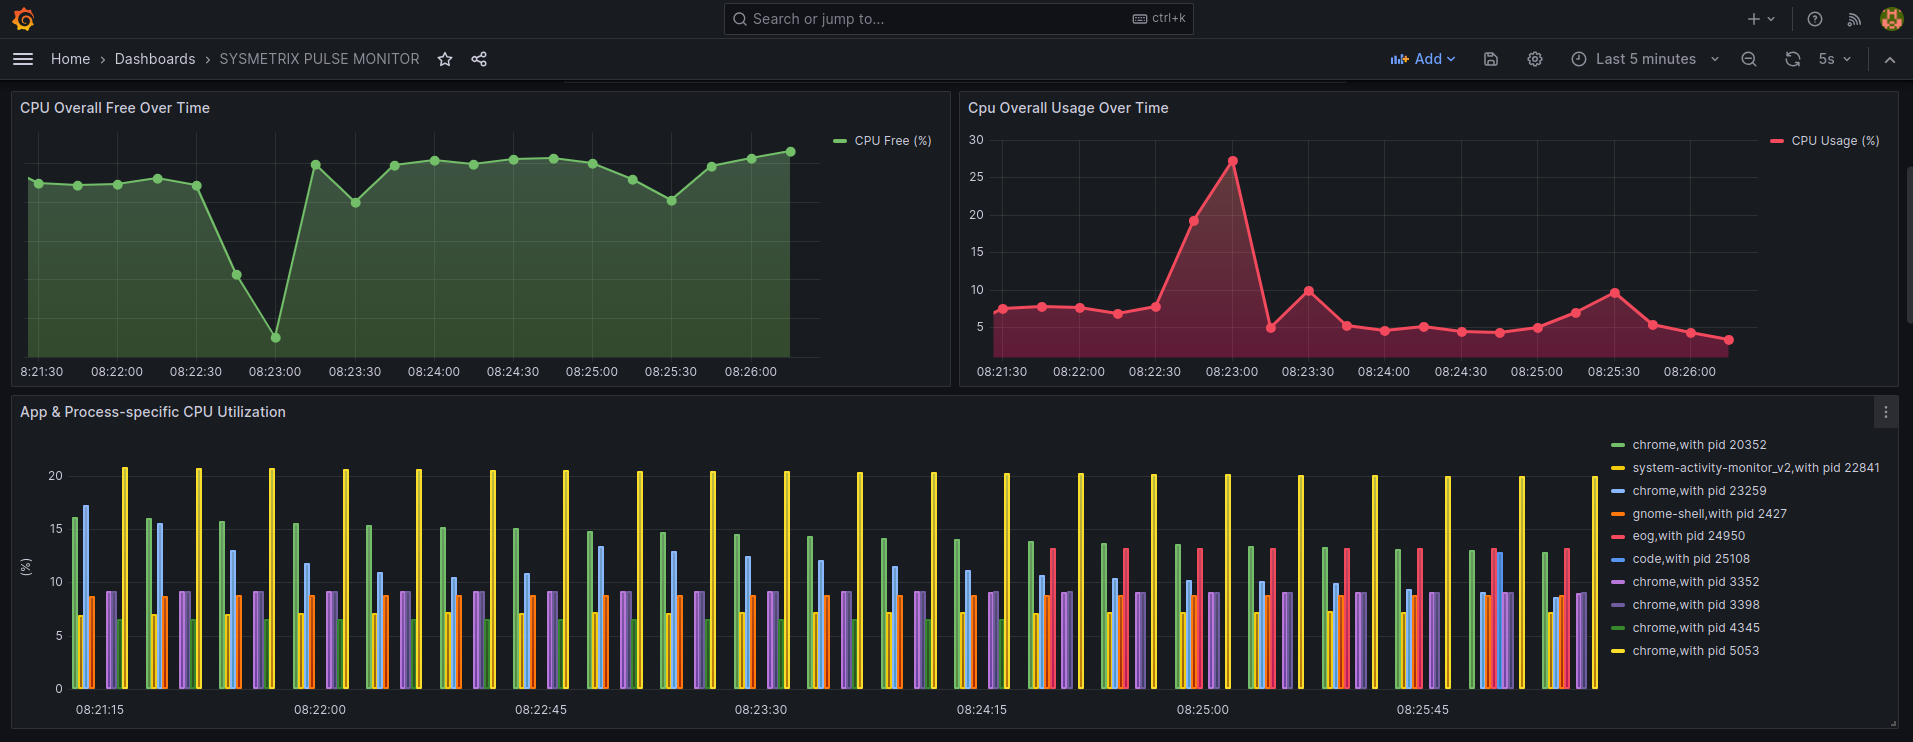 Search or jump to... ctrl+k
Home › Dashboards › SYSMETRIX PULSE MONITOR
Add
Last 5 minutes
5s
CPU Overall Free Over Time
CPU Free (%)
8:21:30 08:22:00 08:22:30 08:23:00 08:23:30 08:24:00 08:24:30 08:25:00 08:25:30 08:26:00
Cpu Overall Usage Over Time
30
25
20
15
10
5
CPU Usage (%)
08:21:30 08:22:00 08:22:30 08:23:00 08:23:30 08:24:00 08:24:30 08:25:00 08:25:30 08:26:00
App & Process-specific CPU Utilization
(%)
20
15
10
5
0
08:21:15 08:22:00 08:22:45 08:23:30 08:24:15 08:25:00 08:25:45
chrome,with pid 20352
system-activity-monitor_v2,with pid 22841
chrome,with pid 23259
gnome-shell,with pid 2427
eog,with pid 24950
code,with pid 25108
chrome,with pid 3352
chrome,with pid 3398
chrome,with pid 4345
chrome,with pid 5053